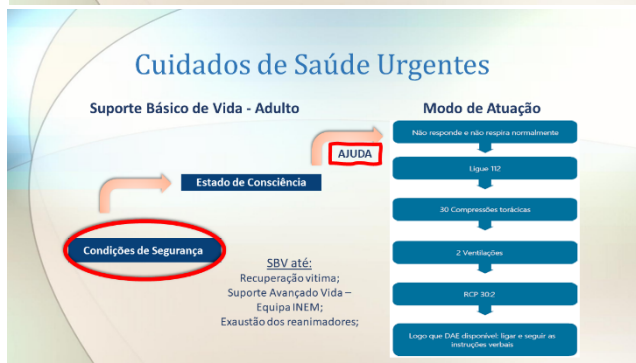 Cuidados de Saúde Urgentes
Suporte Básico de Vida - Adulto
AJUDA
Estado de Consciência
Condições de Segurança
SBV até:
Recuperação vitima;
Suporte Avançado Vida –
Equipa INEM;
Exaustão dos reanimadores;
Modo de Atuação
Não responde e não respira normalmente
Ligue 112
30 Compressões torácicas
2 Ventilações
RCP 30:2
Logo que DAE disponível: ligar e seguir as
instruções verbais